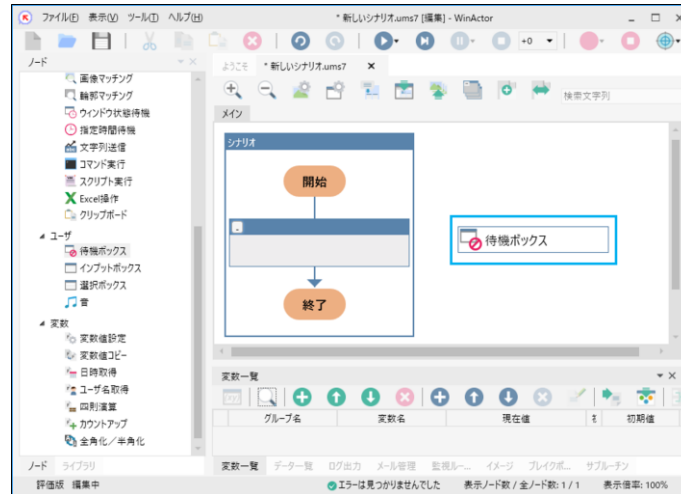 ファイル(F) 表示(V) ツール(T) ヘルプ(H)
* 新しいシナリオ.ums7 [編集] - WinActor
+0
ノード
画像マッチング
輪郭マッチング
ウィンドウ状態待機
指定時間待機
文字列送信
コマンド実行
スクリプト実行
Excel操作
クリップボード
ユーザ
待機ボックス
インプットボックス
選択ボックス
音
変数
変数値設定
変数値コピー
日時取得
ユーザ名取得
四則演算
カウントアップ
全角化/半角化
ノード ライブラリ
ようこそ * 新しいシナリオ.ums7
検索文字列
メイン
シナリオ
開始
終了
待機ボックス
変数一覧
グループ名 変数名 現在値 初期値
変数一覧 データ一覧 ログ出力 メール管理 監視ルー... イメージ ブレイクポ... サブルーチン
評価版 編集中 エラーは見つかりませんでした 表示ノード数 / 全ノード数: 1 / 1 表示倍率: 100%